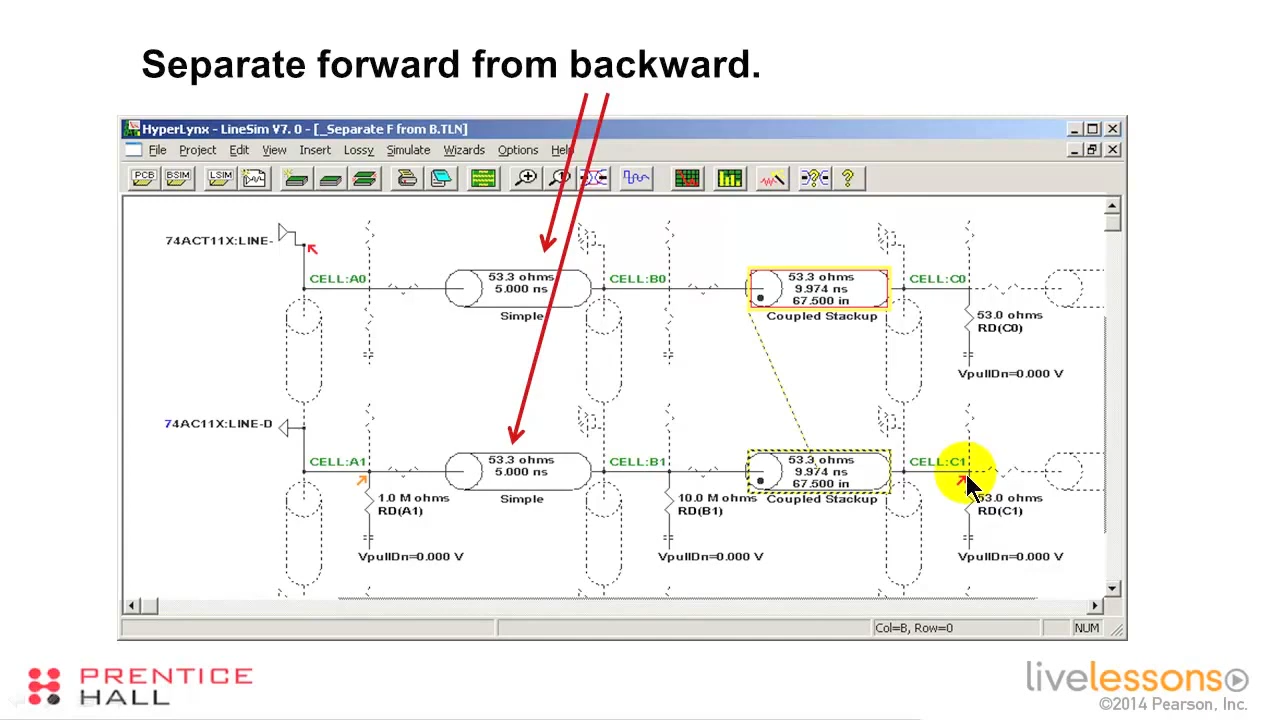 Separate forward from backward.
HyperLynx - LineSim V7. 0 - [_Separate F from B.TLN]
File Project Edit View Insert Lossy Simulate Wizards Options Help
PCB BSIM LSIM
74ACT11X:LINE-
CELL:A0 CELL:B0 CELL:C0
53.3 ohms
5.000 ns
Simple
53.3 ohms
9.974 ns
67.500 in
Coupled Stackup
53.0 ohms
RD(C0)
VpullDn=0.000 V
74AC11X:LINE-D
CELL:A1 CELL:B1 CELL:C1
53.3 ohms
5.000 ns
Simple
53.3 ohms
9.974 ns
67.500 in
Coupled Stackup
1.0 M ohms
RD(A1)
10.0 M ohms
RD(B1)
53.0 ohms
RD(C1)
VpullDn=0.000 V VpullDn=0.000 V VpullDn=0.000 V
Col=B, Row=0 NUM
PRENTICE
HALL
livelessons
©2014 Pearson, Inc.